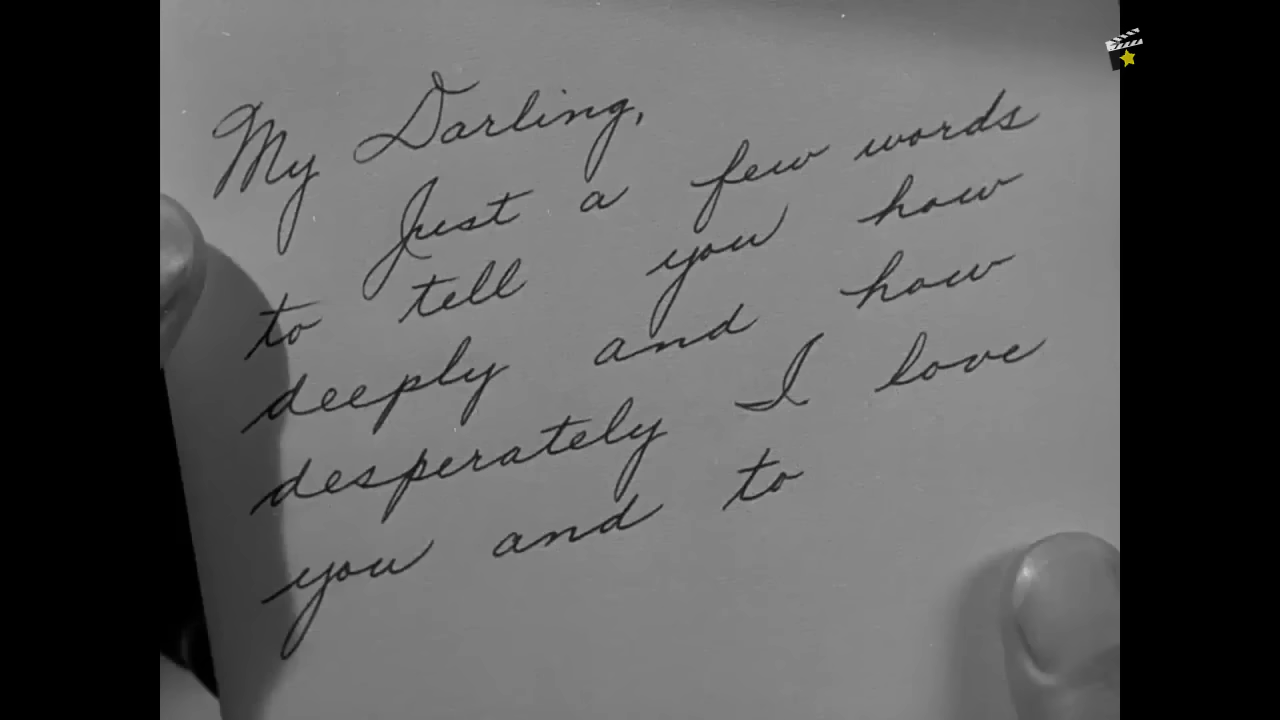 My Darling,
Just a few words
to tell you how
deeply and how
desperately I love
you and to